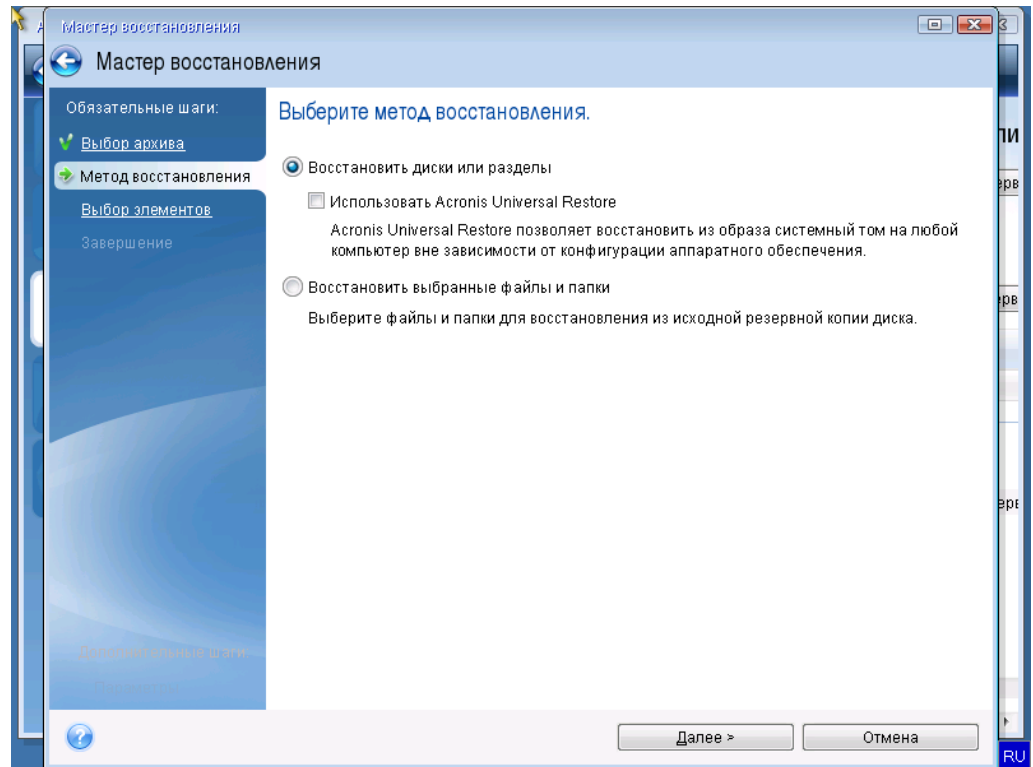 Мастер восстановления
Мастер восстановления
Обязательные шаги:
Выбор архива
Метод восстановления
Выбор элементов
Завершение
Выберите метод восстановления.
Восстановить диски или разделы
Использовать Acronis Universal Restore
Acronis Universal Restore позволяет восстановить из образа системный том на любой
компьютер вне зависимости от конфигурации аппаратного обеспечения.
Восстановить выбранные файлы и папки
Выберите файлы и папки для восстановления из исходной резервной копии диска.
Далее >
Отмена
RU